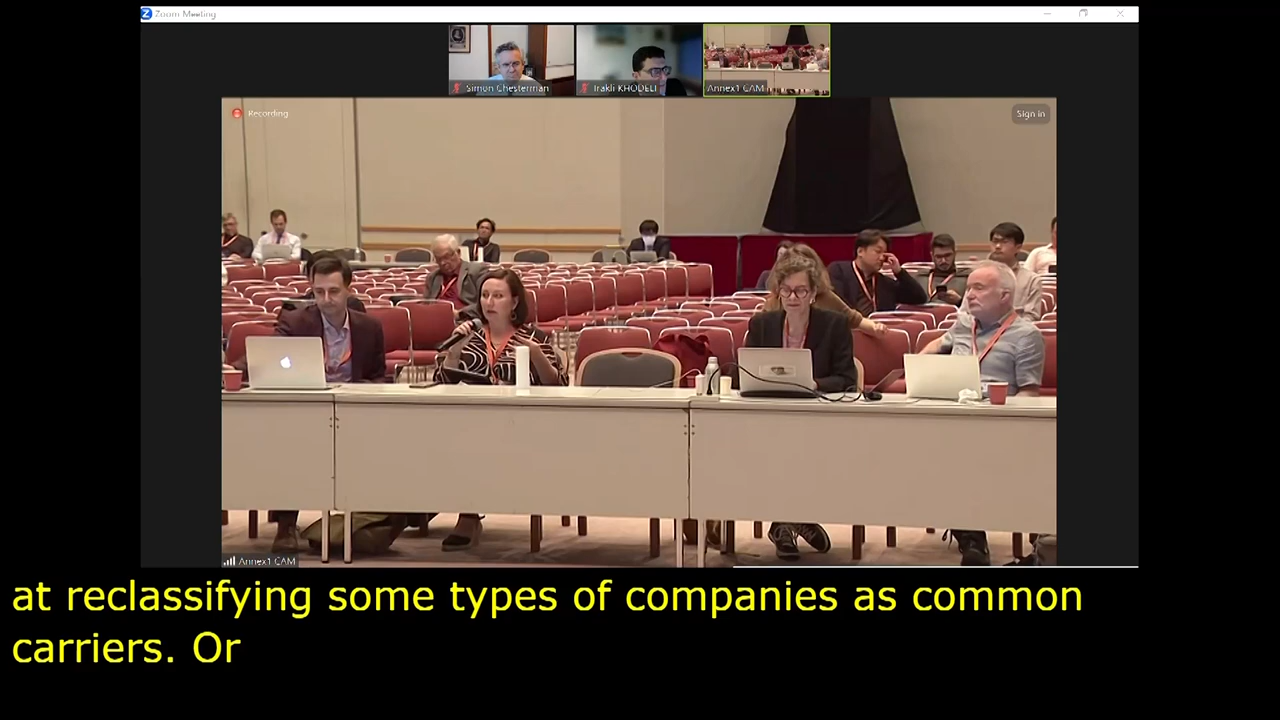 Zoom Meeting
Simon Chesterman
Irakli KHODELI
Annex1 CAM
Recording
Sign in
Annex1 CAM
at reclassifying some types of companies as common
carriers. Or